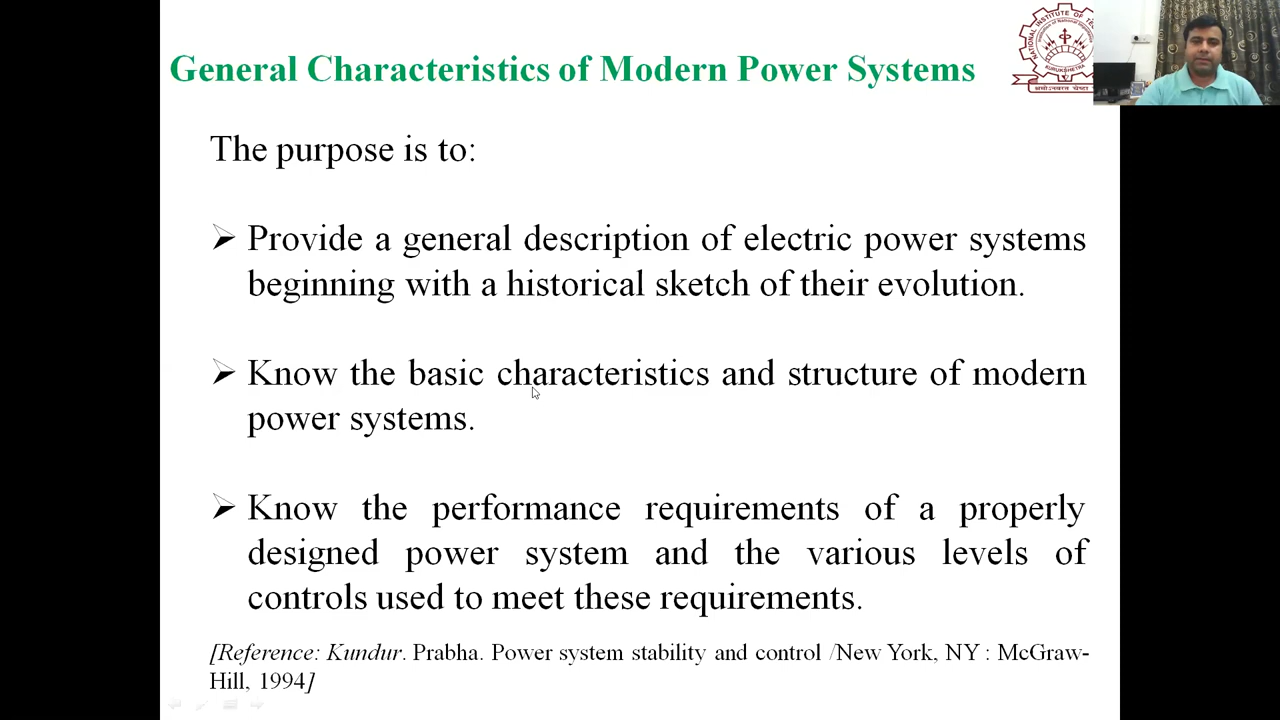 General Characteristics of Modern Power Systems
The purpose is to:
➢ Provide a general description of electric power systems
beginning with a historical sketch of their evolution.
➢ Know the basic characteristics and structure of modern
power systems.
➢ Know the performance requirements of a properly
designed power system and the various levels of
controls used to meet these requirements.
[Reference: Kundur. Prabha. Power system stability and control /New York, NY : McGraw-
Hill, 1994]